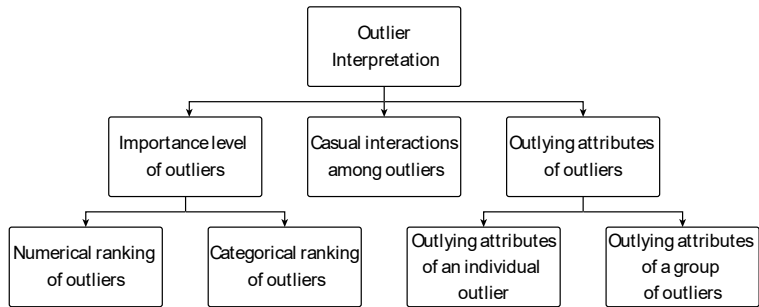 Outlier
Interpretation
Importance level
of outliers
Casual interactions
among outliers
Outlying attributes
of outliers
Numerical ranking
of outliers
Categorical ranking
of outliers
Outlying attributes
of an individual
outlier
Outlying attributes
of a group
of outliers